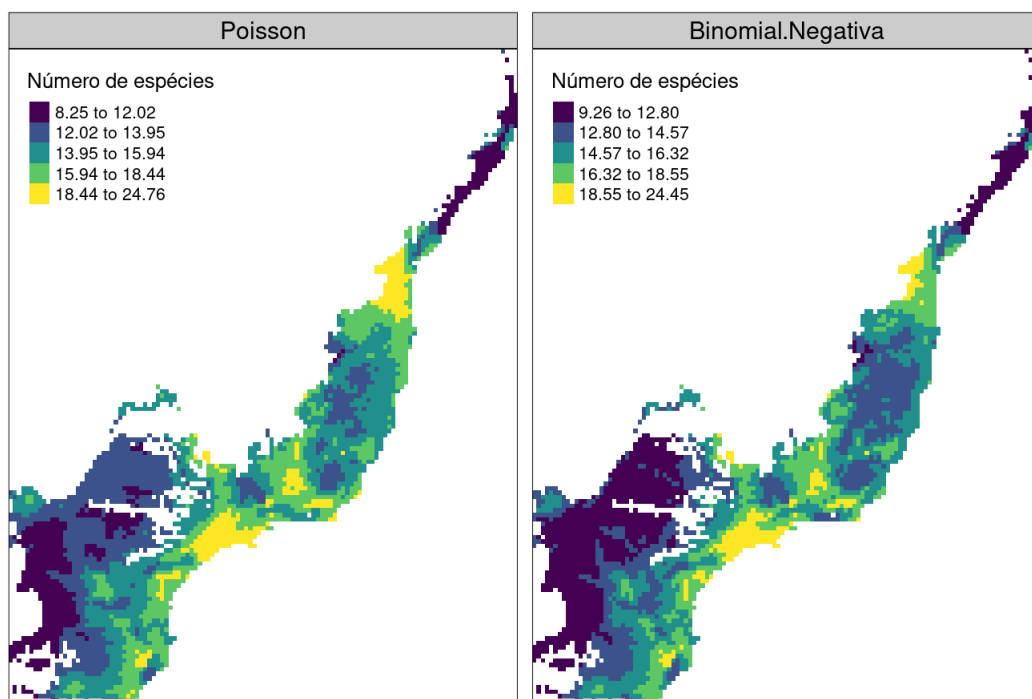 Poisson
Número de espécies
8.25 to 12.02
12.02 to 13.95
13.95 to 15.94
15.94 to 18.44
18.44 to 24.76
Binomial.Negativa
Número de espécies
9.26 to 12.80
12.80 to 14.57
14.57 to 16.32
16.32 to 18.55
18.55 to 24.45